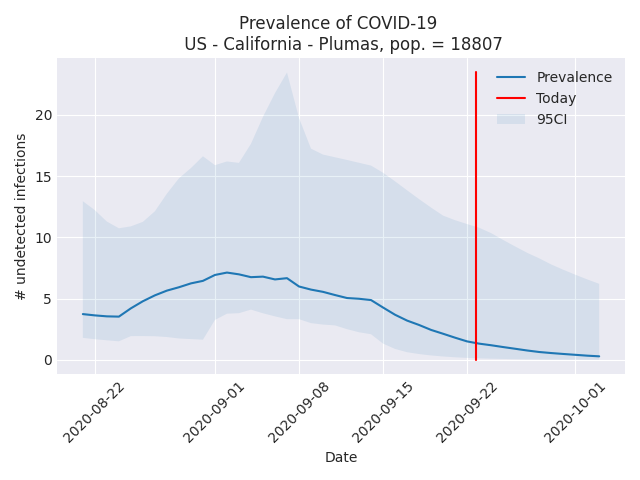 Prevalence of COVID-19
US - California - Plumas, pop. = 18807
Prevalence
Today
95CI
# undetected infections
20
15
10
5
0
2020-08-22
2020-09-01
2020-09-08
2020-09-15
2020-09-22
2020-10-01
Date